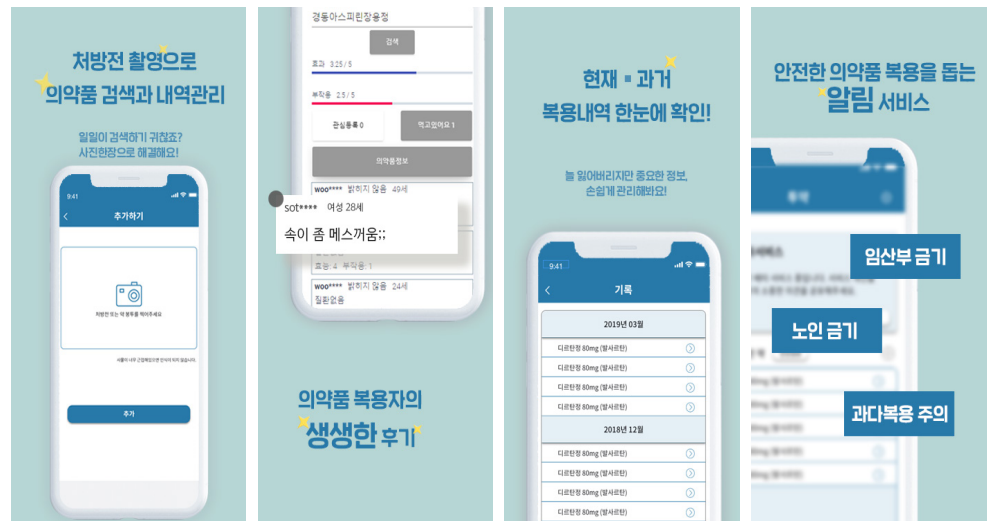 처방전 촬영으로
의약품 검색과 내역관리
일일이 검색하기 귀찮죠?
사진한장으로 해결해요!
9:41
추가하기
처방전 또는 약 봉투를 찍어주세요
추가
경동아스피린장용정
검색
효과 3.25 / 5
부작용 2.5 / 5
관심등록 0
먹고있어요 1
의약품정보
woo**** 밝히지 않음 49세
sot**** 여성 28세
속이 좀 메스꺼움;;
효과: 4 부작용: 1
woo**** 밝히지 않음 24세
질환없음
의약품 복용자의
생생한 후기
현재 = 과거
복용내역 한눈에 확인!
늘 잃어버리지만 중요한 정보,
손쉽게 관리해봐요!
9:41
기록
2019년 03월
디르탄정 80mg (발사르탄)
디르탄정 80mg (발사르탄)
디르탄정 80mg (발사르탄)
디르탄정 80mg (발사르탄)
2018년 12월
디르탄정 80mg (발사르탄)
디르탄정 80mg (발사르탄)
디르탄정 80mg (발사르탄)
디르탄정 80mg (발사르탄)
안전한 의약품 복용을 돕는
알림 서비스
임산부 금기
노인 금기
과다복용 주의